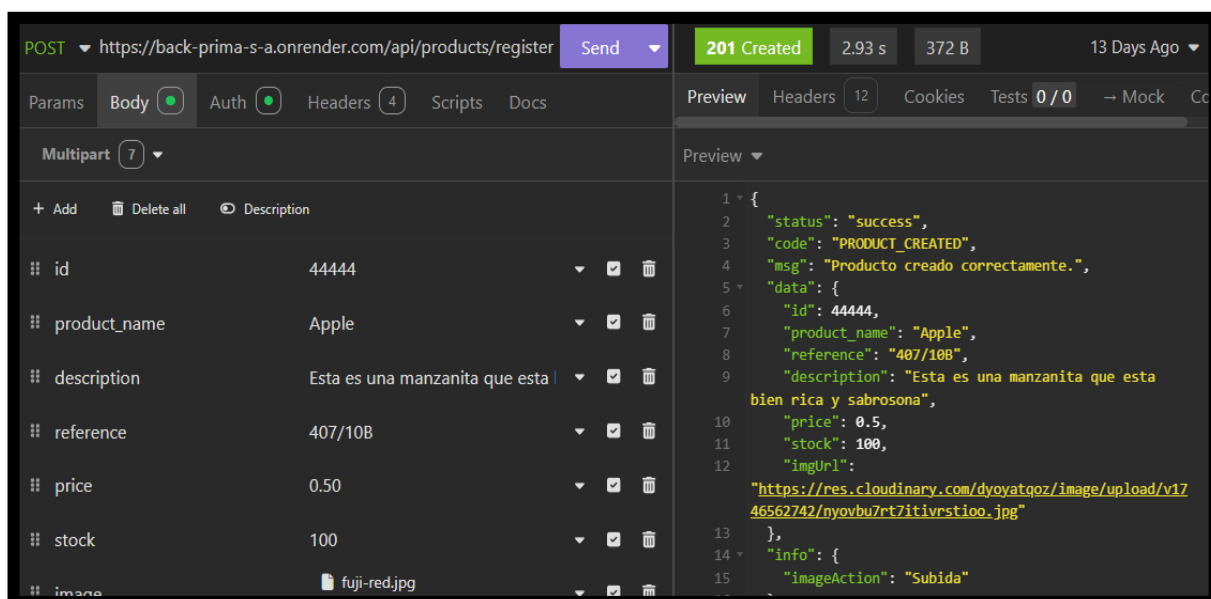 POST https://back-prima-s-a.onrender.com/api/products/register Send
Params Body Auth Headers 4 Scripts Docs
Multipart 7
+ Add Delete all Description
id 44444
product_name Apple
description Esta es una manzanita que esta
reference 407/10B
price 0.50
stock 100
image fuji-red.jpg
201 Created 2.93 s 372 B 13 Days Ago
Preview Headers 12 Cookies Tests 0 / 0 → Mock
Preview
1 {
2 "status": "success",
3 "code": "PRODUCT_CREATED",
4 "msg": "Producto creado correctamente.",
5 "data": {
6 "id": 44444,
7 "product_name": "Apple",
8 "reference": "407/10B",
9 "description": "Esta es una manzanita que esta
bien rica y sabrosona",
10 "price": 0.5,
11 "stock": 100,
12 "imgUrl":
"https://res.cloudinary.com/dyoyatqoz/image/upload/v17
46562742/nyovbu7rt7itivrstioo.jpg"
13 },
14 "info": {
15 "imageAction": "Subida"